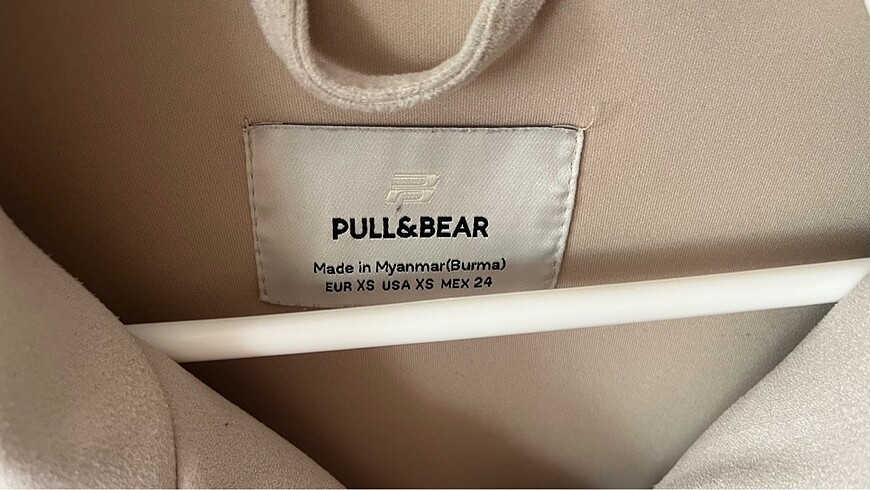 PULL&BEAR
Made in Myanmar(Burma)
EUR XS USA XS MEX 24